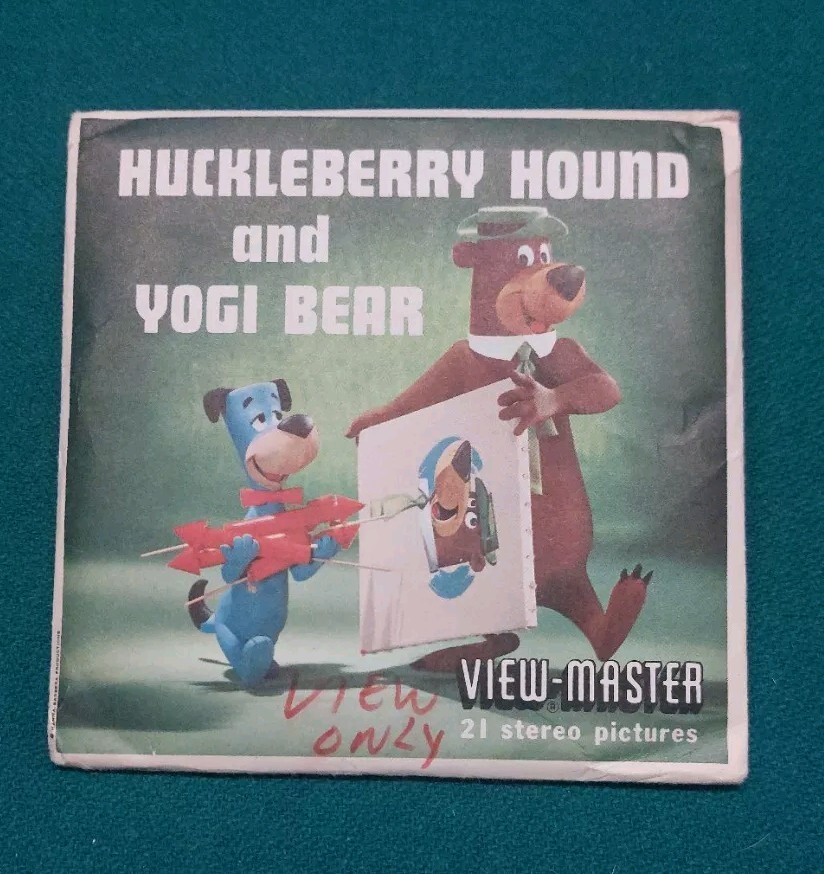 HUCKLEBERRY HOUND
and
YOGI BEAR
VIEW-MASTER
®
21 stereo pictures
VIEW
ONLY